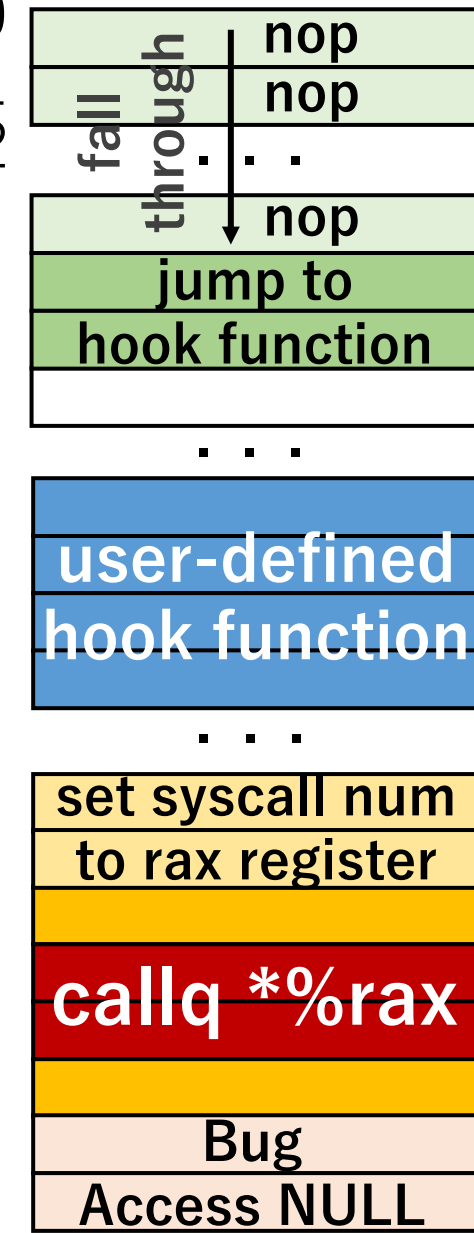 nop
nop
fall
through
. . .
nop
jump to
hook function
. . .
user-defined
hook function
. . .
set syscall num
to rax register
callq *%rax
Bug
Access NULL